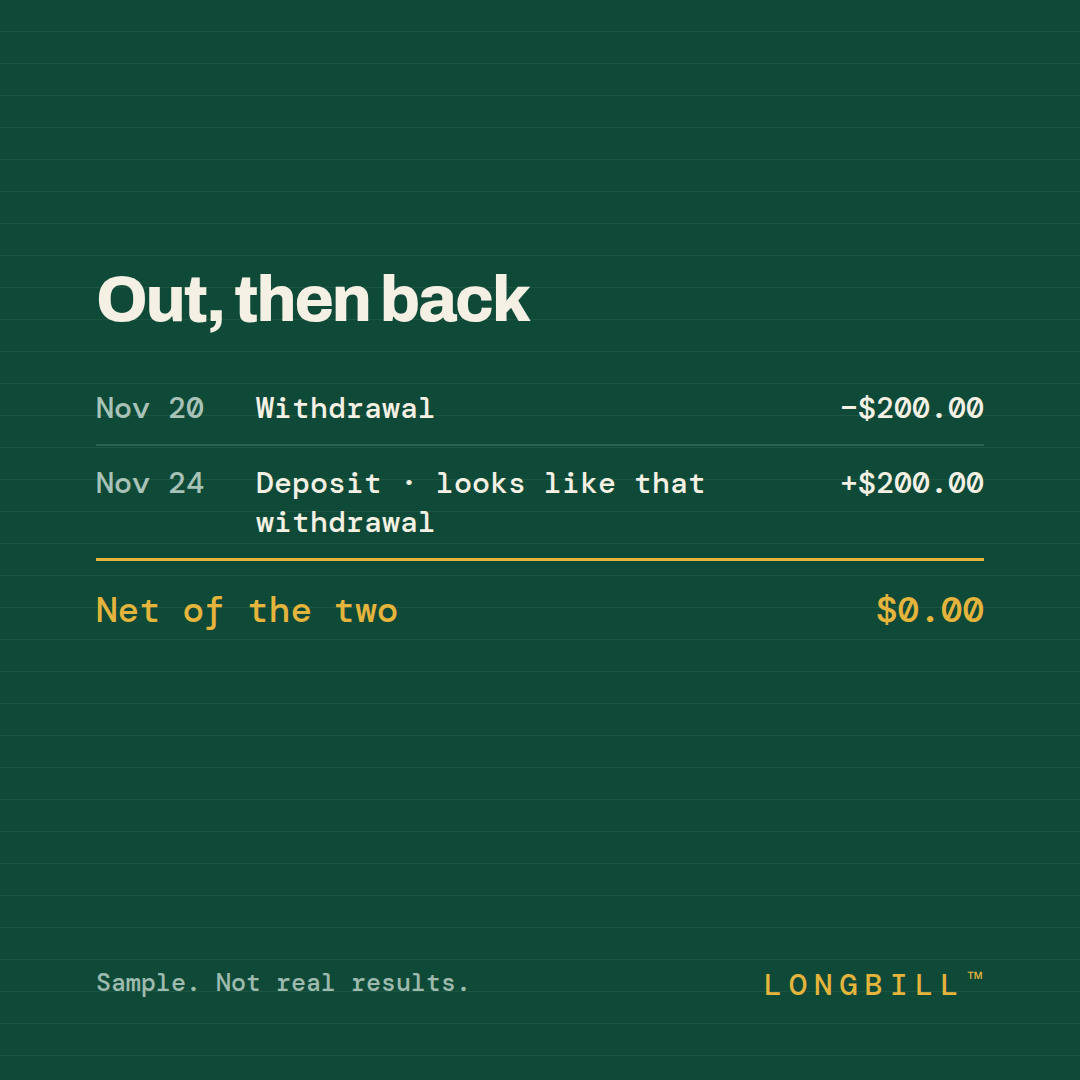 Out, then back
Nov 20 Withdrawal −$200.00
Nov 24 Deposit · looks like that +$200.00
withdrawal
Net of the two $0.00
Sample. Not real results. LONGBILL™